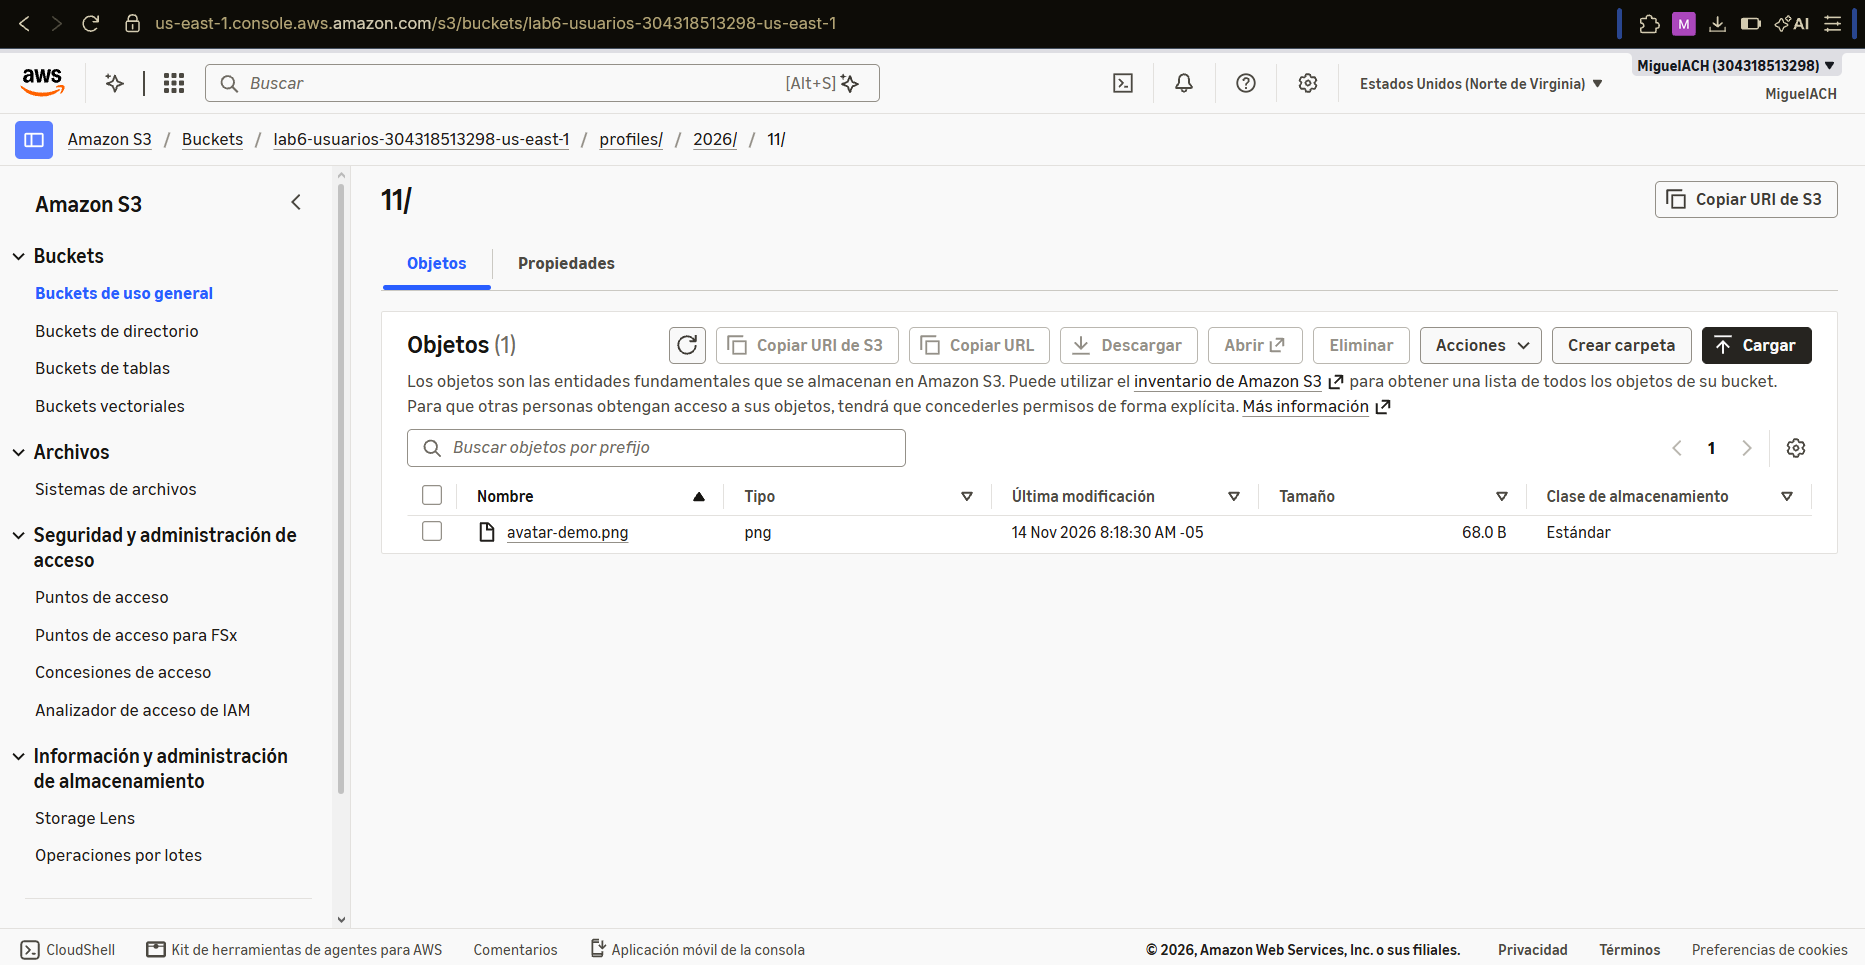 us-east-1.console.aws.amazon.com/s3/buckets/lab6-usuarios-304318513298-us-east-1
M
AI
aws
Buscar
[Alt+S]
Estados Unidos (Norte de Virginia)
MiguelACH (304318513298)
MiguelACH
Amazon S3 / Buckets / lab6-usuarios-304318513298-us-east-1 / profiles/ / 2026/ / 11/
Amazon S3
Buckets
Buckets de uso general
Buckets de directorio
Buckets de tablas
Buckets vectoriales
Archivos
Sistemas de archivos
Seguridad y administración de
acceso
Puntos de acceso
Puntos de acceso para FSx
Concesiones de acceso
Analizador de acceso de IAM
Información y administración
de almacenamiento
Storage Lens
Operaciones por lotes
11/
Copiar URI de S3
Objetos
Propiedades
Objetos (1)
Copiar URI de S3
Copiar URL
Descargar
Abrir
Eliminar
Acciones
Crear carpeta
Cargar
Los objetos son las entidades fundamentales que se almacenan en Amazon S3. Puede utilizar el inventario de Amazon S3 para obtener una lista de todos los objetos de su bucket.
Para que otras personas obtengan acceso a sus objetos, tendrá que concederles permisos de forma explícita. Más información
Buscar objetos por prefijo
1
Nombre Tipo Última modificación Tamaño Clase de almacenamiento
avatar-demo.png png 14 Nov 2026 8:18:30 AM -05 68.0 B Estándar
CloudShell
Kit de herramientas de agentes para AWS
Comentarios
Aplicación móvil de la consola
© 2026, Amazon Web Services, Inc. o sus filiales.
Privacidad
Términos
Preferencias de cookies